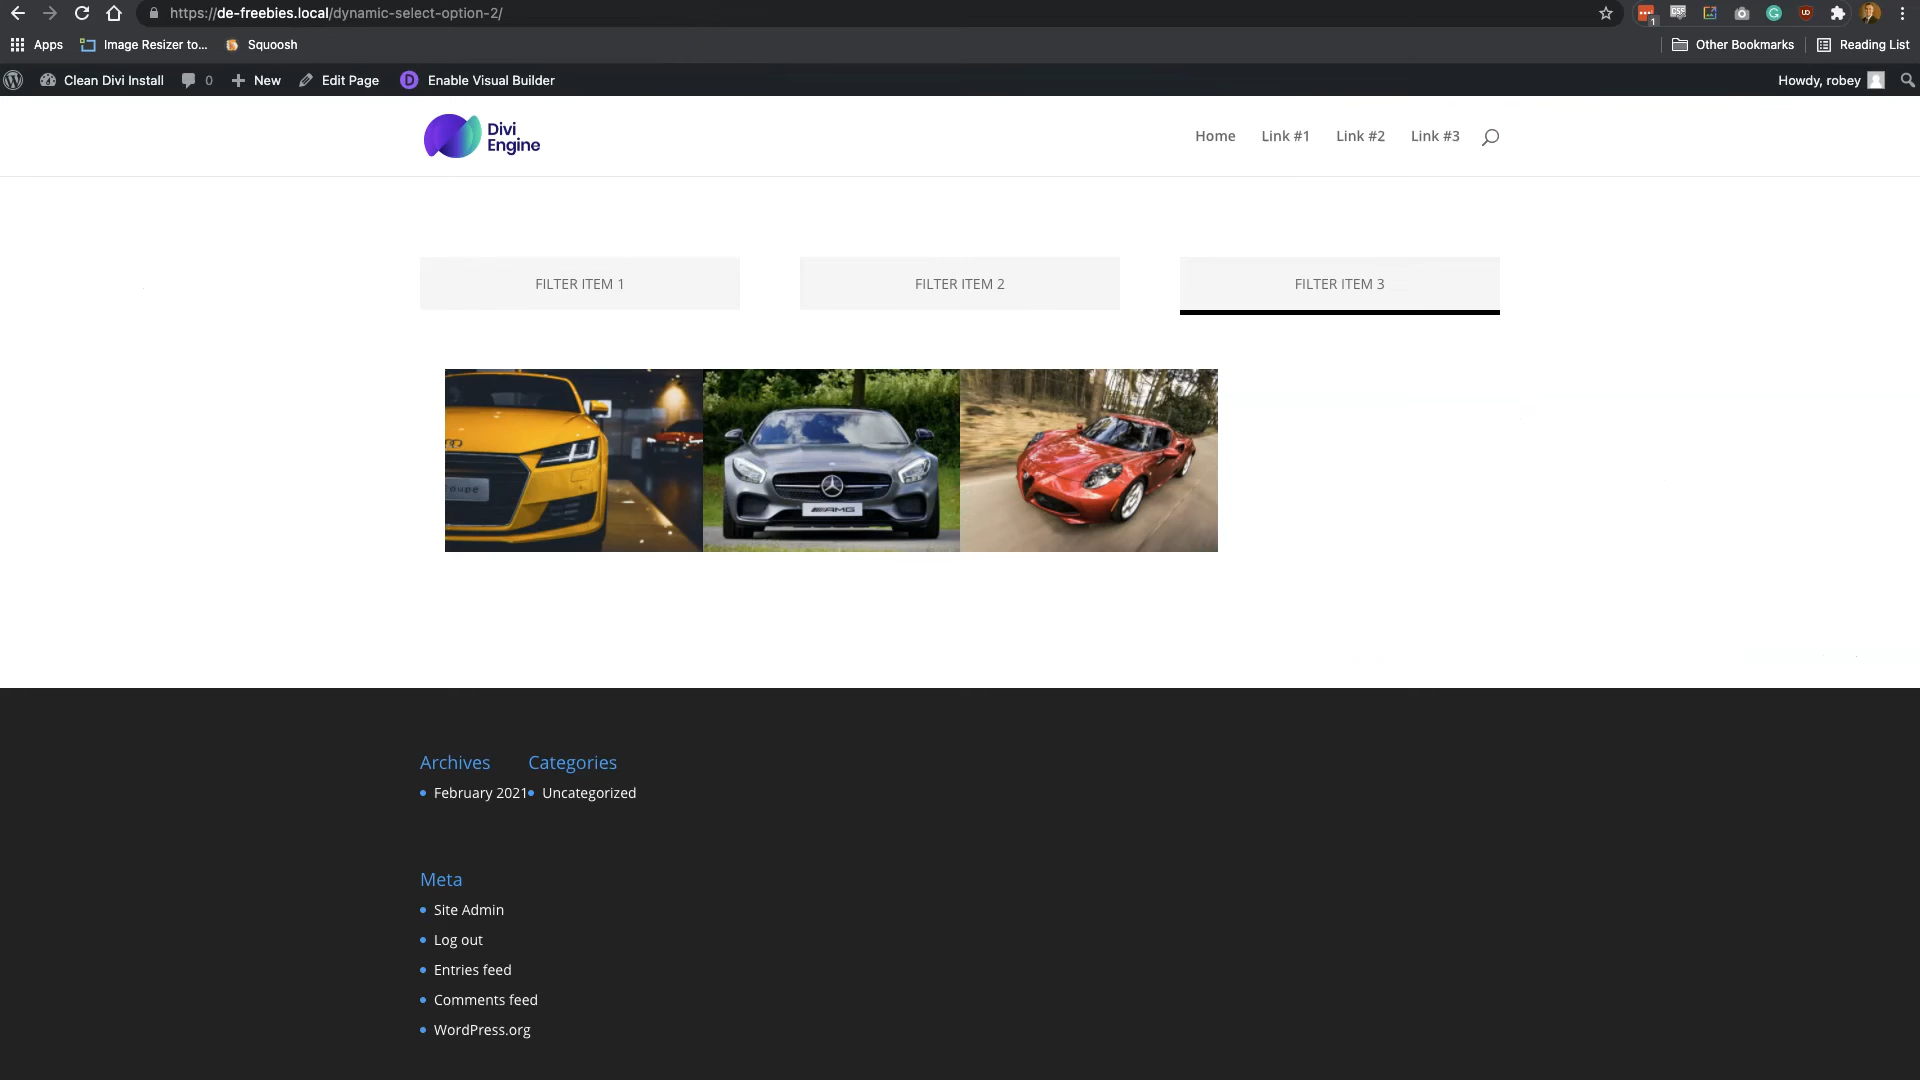 https://de-freebies.local/dynamic-select-option-2/
1
Apps Image Resizer to... Squoosh Other Bookmarks Reading List
Clean Divi Install 0 New Edit Page Enable Visual Builder Howdy, robey
Divi
Engine
Home Link #1 Link #2 Link #3
FILTER ITEM 1 FILTER ITEM 2 FILTER ITEM 3
oupe
AMG
Archives Categories
February 2021 Uncategorized
Meta
Site Admin
Log out
Entries feed
Comments feed
WordPress.org